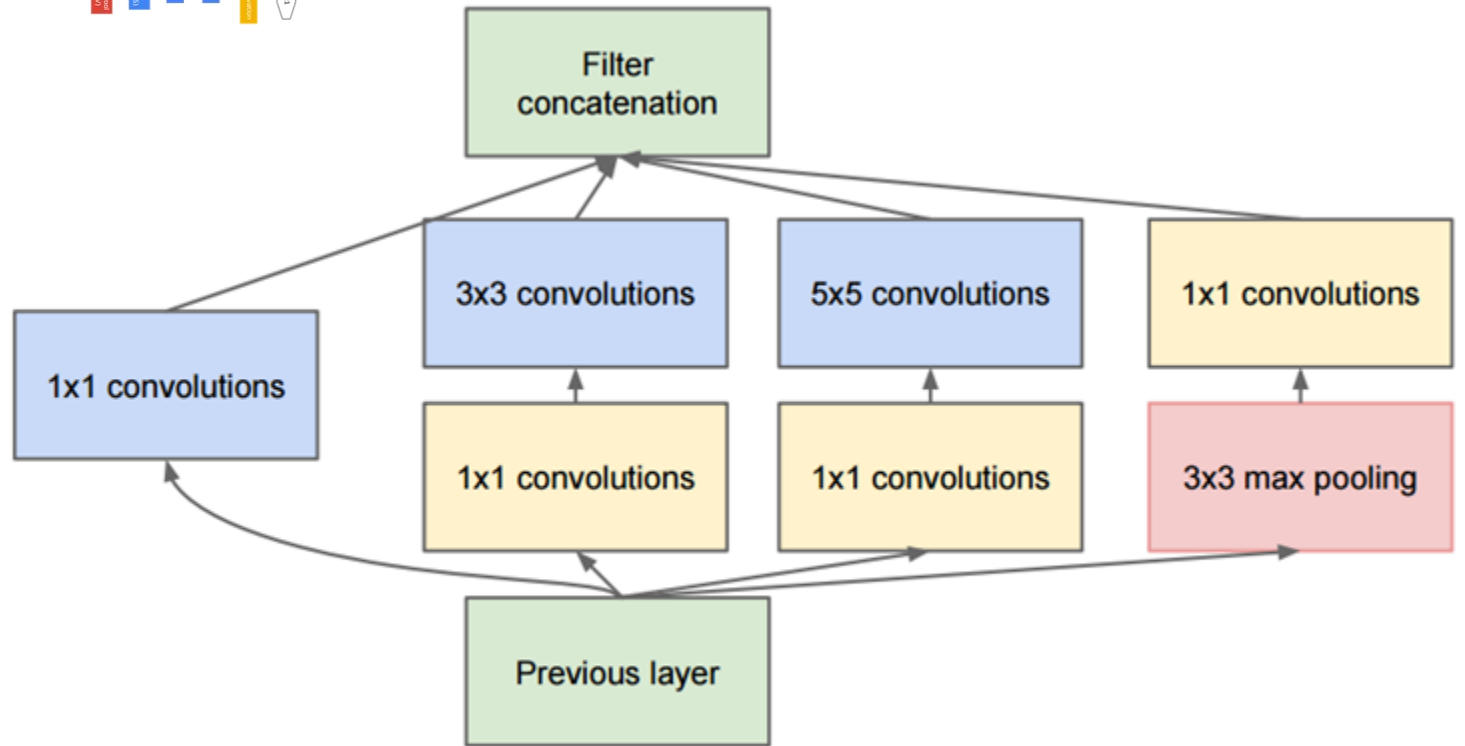 Filter
concatenation
3x3 convolutions
5x5 convolutions
1x1 convolutions
1x1 convolutions
1x1 convolutions
1x1 convolutions
3x3 max pooling
Previous layer